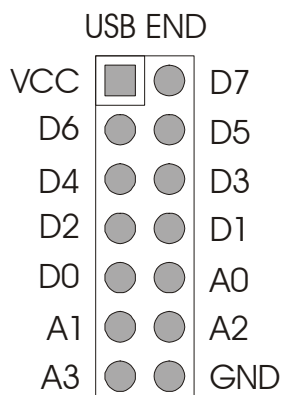 USB END
VCC D7
D6 D5
D4 D3
D2 D1
D0 A0
A1 A2
A3 GND